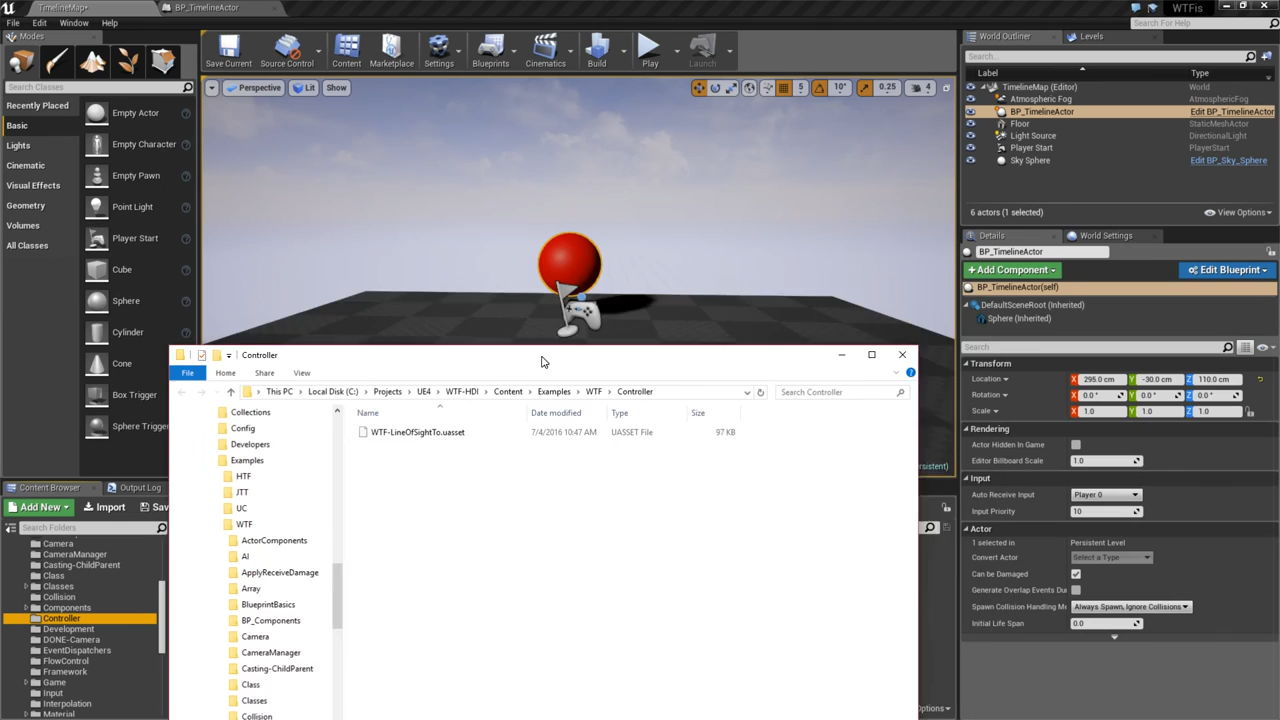 TimelineMap+
BP_TimelineActor
WTFis
File Edit Window Help
Search For Help
Modes
Search Classes
Recently Placed
Basic
Lights
Cinematic
Visual Effects
Geometry
Volumes
All Classes
Empty Actor
Empty Character
Empty Pawn
Point Light
Player Start
Cube
Sphere
Cylinder
Cone
Box Trigger
Sphere Trigger
Save Current
Source Control
Content
Marketplace
Settings
Blueprints
Cinematics
Build
Play
Launch
Perspective Lit Show
5 10° 0.25 4
World Outliner
Levels
Search...
Label Type
TimelineMap (Editor) World
Atmospheric Fog AtmosphericFog
BP_TimelineActor Edit BP_TimelineActor
Floor StaticMeshActor
Light Source DirectionalLight
Player Start PlayerStart
Sky Sphere Edit BP_Sky_Sphere
6 actors (1 selected)
View Options
Details
World Settings
BP_TimelineActor
+Add Component
Edit Blueprint
BP_TimelineActor(self)
DefaultSceneRoot (Inherited)
Sphere (Inherited)
Search
Transform
Location X 295.0 cm Y -30.0 cm Z 110.0 cm
Rotation X 0.0° Y 0.0° Z 0.0°
Scale X 1.0 Y 1.0 Z 1.0
Rendering
Actor Hidden In Game
Editor Billboard Scale 1.0
Input
Auto Receive Input Player 0
Input Priority 10
Actor
1 selected in Persistent Level
Convert Actor Select a Type
Can be Damaged
Generate Overlap Events Du
Spawn Collision Handling M Always Spawn, Ignore Collisions
Initial Life Span 0.0
Controller
File Home Share View
This PC Local Disk (C:) Projects UE4 WTF-HDI Content Examples WTF Controller
Search Controller
Name Date modified Type Size
WTF-LineOfSightTo.uasset 7/4/2016 10:47 AM UASSET File 97 KB
Collections
Config
Developers
Examples
HTF
JTT
UC
WTF
ActorComponents
AI
ApplyReceiveDamage
Array
BlueprintBasics
BP_Components
Camera
CameraManager
Casting-ChildParent
Class
Classes
Collision
sistent)
Options
Content Browser
Output Log
Add New
Import
Sav
Search Folders
Camera
CameraManager
Casting-ChildParent
Class
Classes
Collision
Components
Controller
Development
DONE-Camera
EventDispatchers
FlowControl
Framework
Game
Input
Interpolation
Material